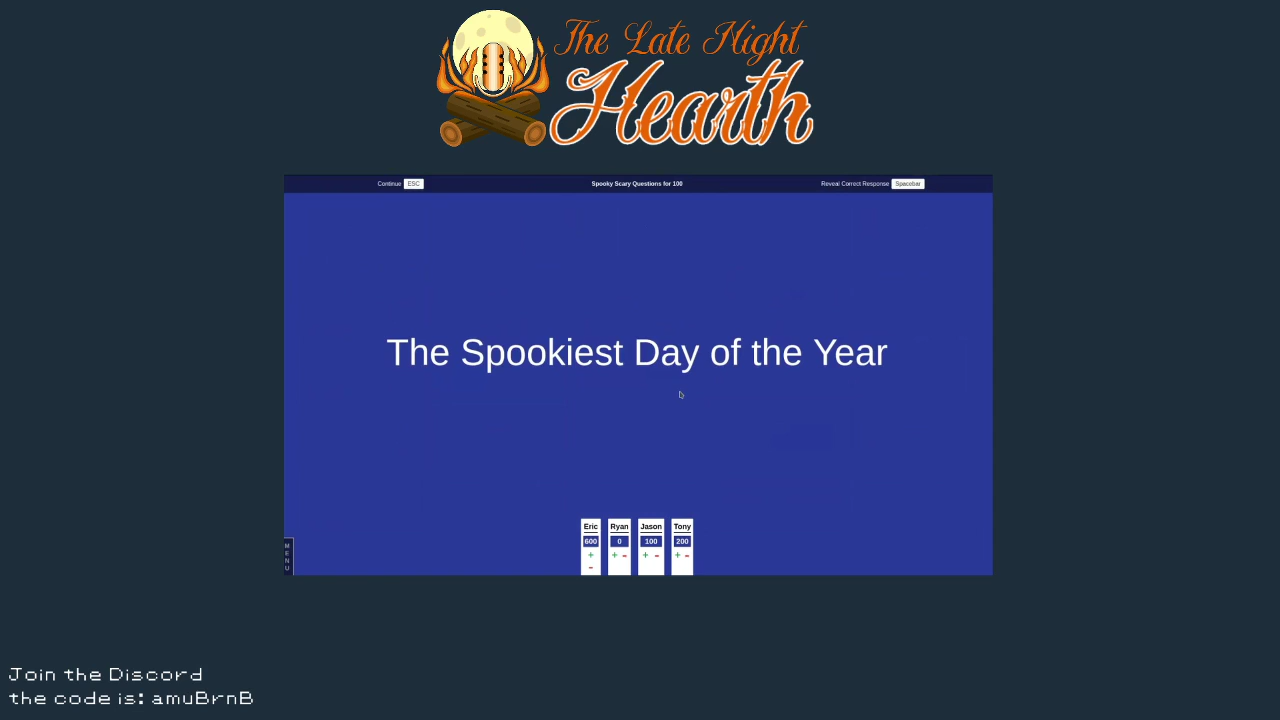 The Late Night
Hearth
Continue ESC
Spooky Scary Questions for 100
Reveal Correct Response Spacebar
The Spookiest Day of the Year
MENU
Eric Ryan Jason Tony
600 0 100 200
+ + - + - + -
-
Join the Discord
the code is: amuBrnB